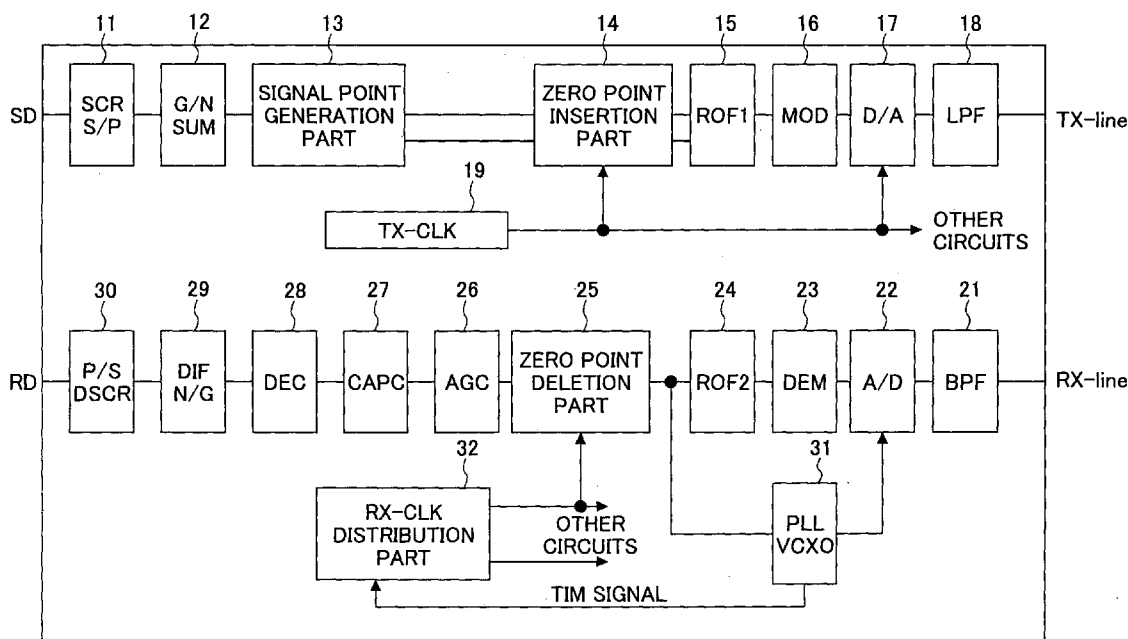 11 12 13 14 15 16 17 18
SD
SCR
S/P
G/N
SUM
SIGNAL POINT
GENERATION
PART
ZERO POINT
INSERTION
PART
ROF1
MOD
D/A
LPF
TX-line
19
TX-CLK
OTHER
CIRCUITS
30 29 28 27 26 25 24 23 22 21
RD
P/S
DSCR
DIF
N/G
DEC
CAPC
AGC
ZERO POINT
DELETION
PART
ROF2
DEM
A/D
BPF
RX-line
32
RX-CLK
DISTRIBUTION
PART
OTHER
CIRCUITS
31
PLL
VCXO
TIM SIGNAL